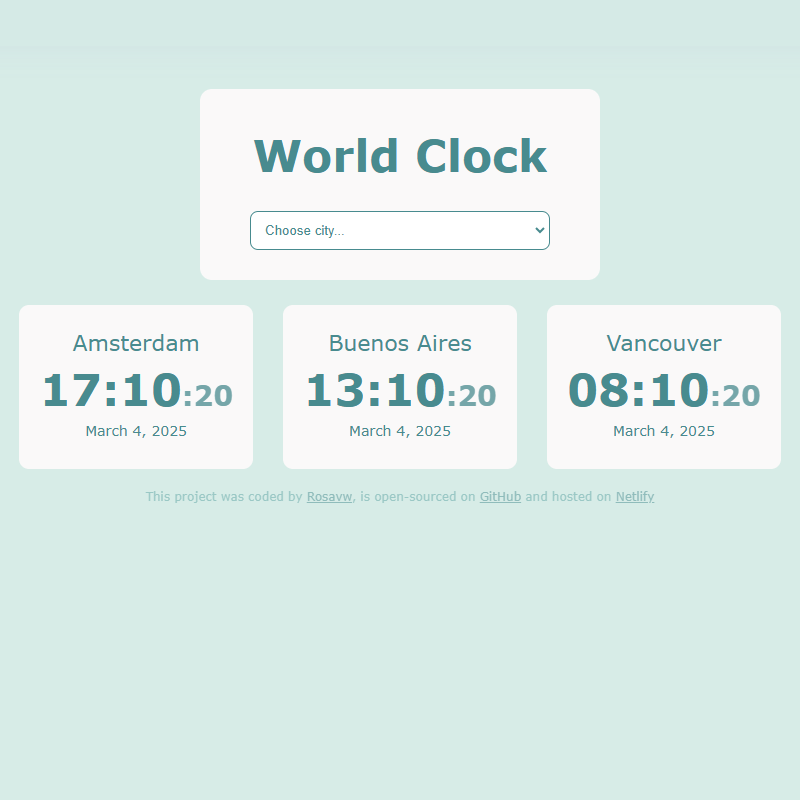 World Clock
Choose city...
Amsterdam
17:10:20
March 4, 2025
Buenos Aires
13:10:20
March 4, 2025
Vancouver
08:10:20
March 4, 2025
This project was coded by Rosavw, is open-sourced on GitHub and hosted on Netlify